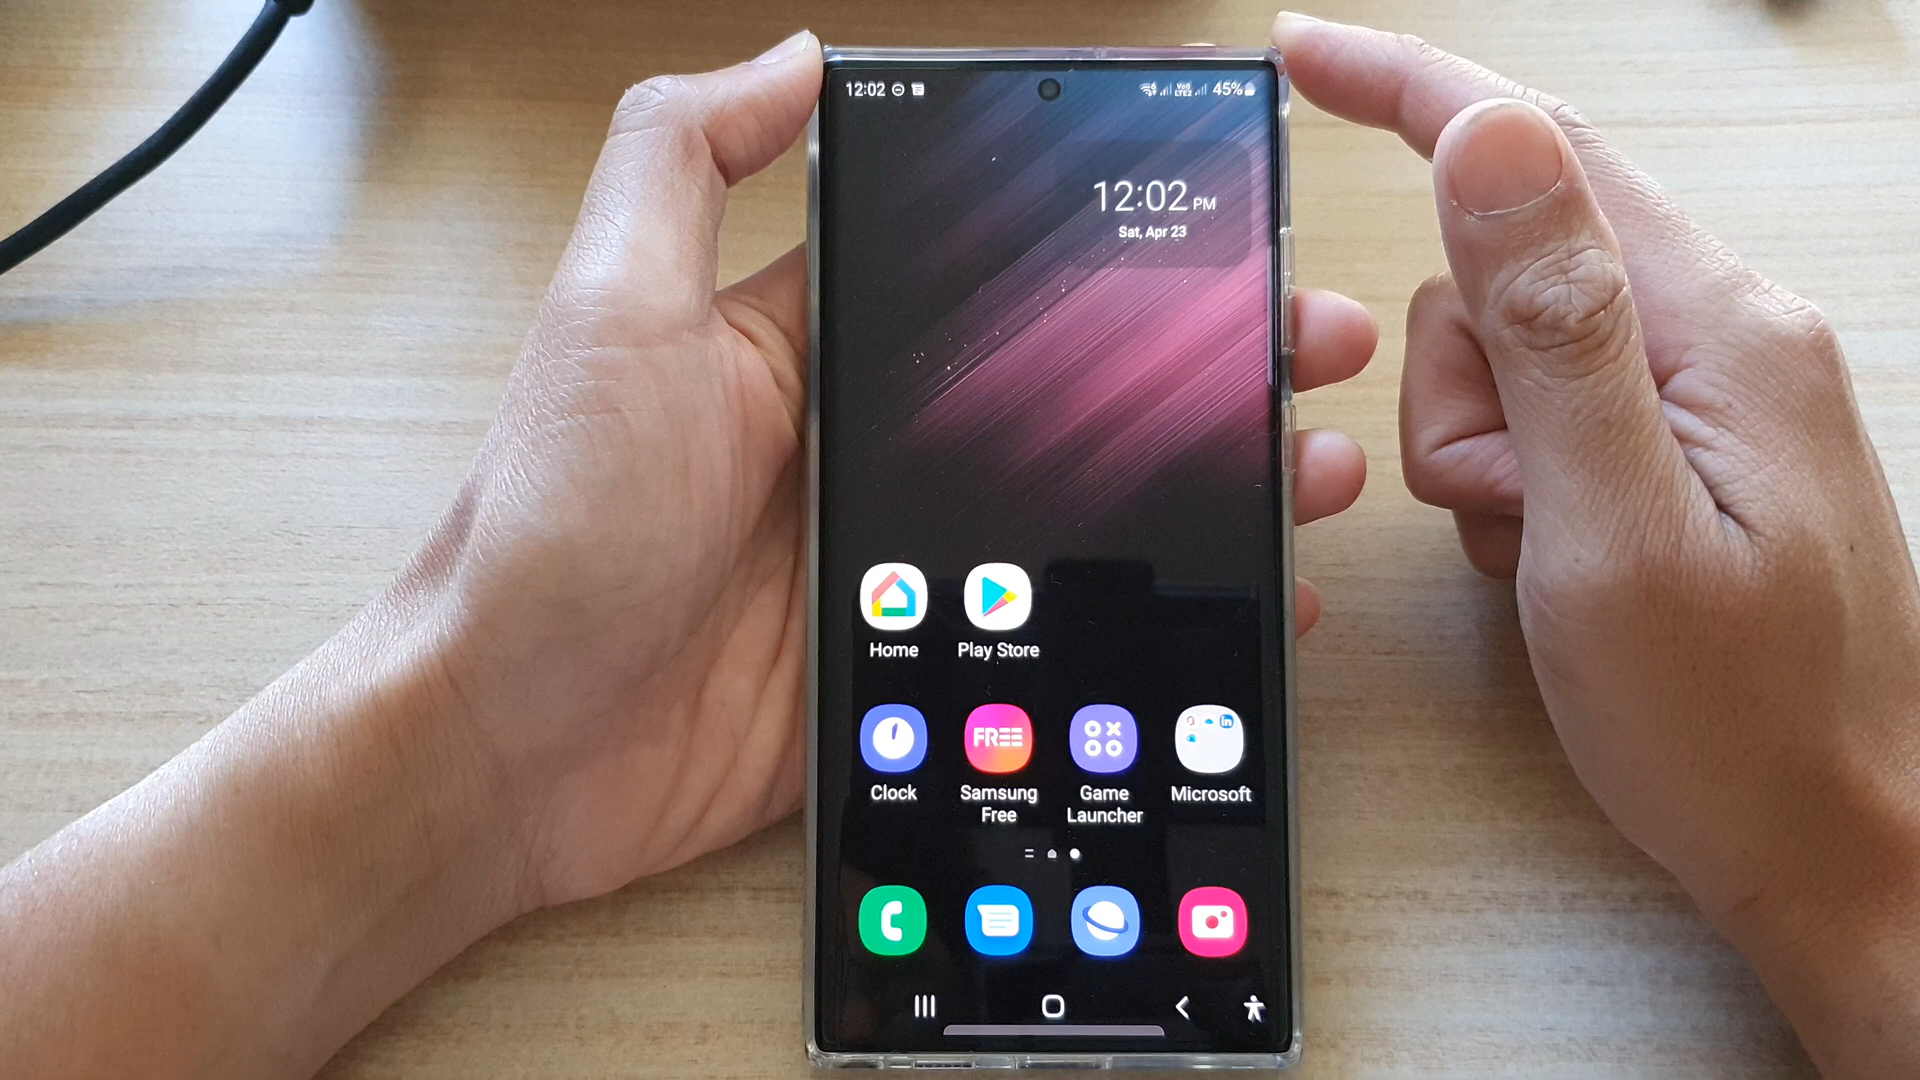 12:02
45%
12:02 PM
Sat, Apr 23
Home
Play Store
FREE
in
Clock
Samsung Free
Game Launcher
Microsoft